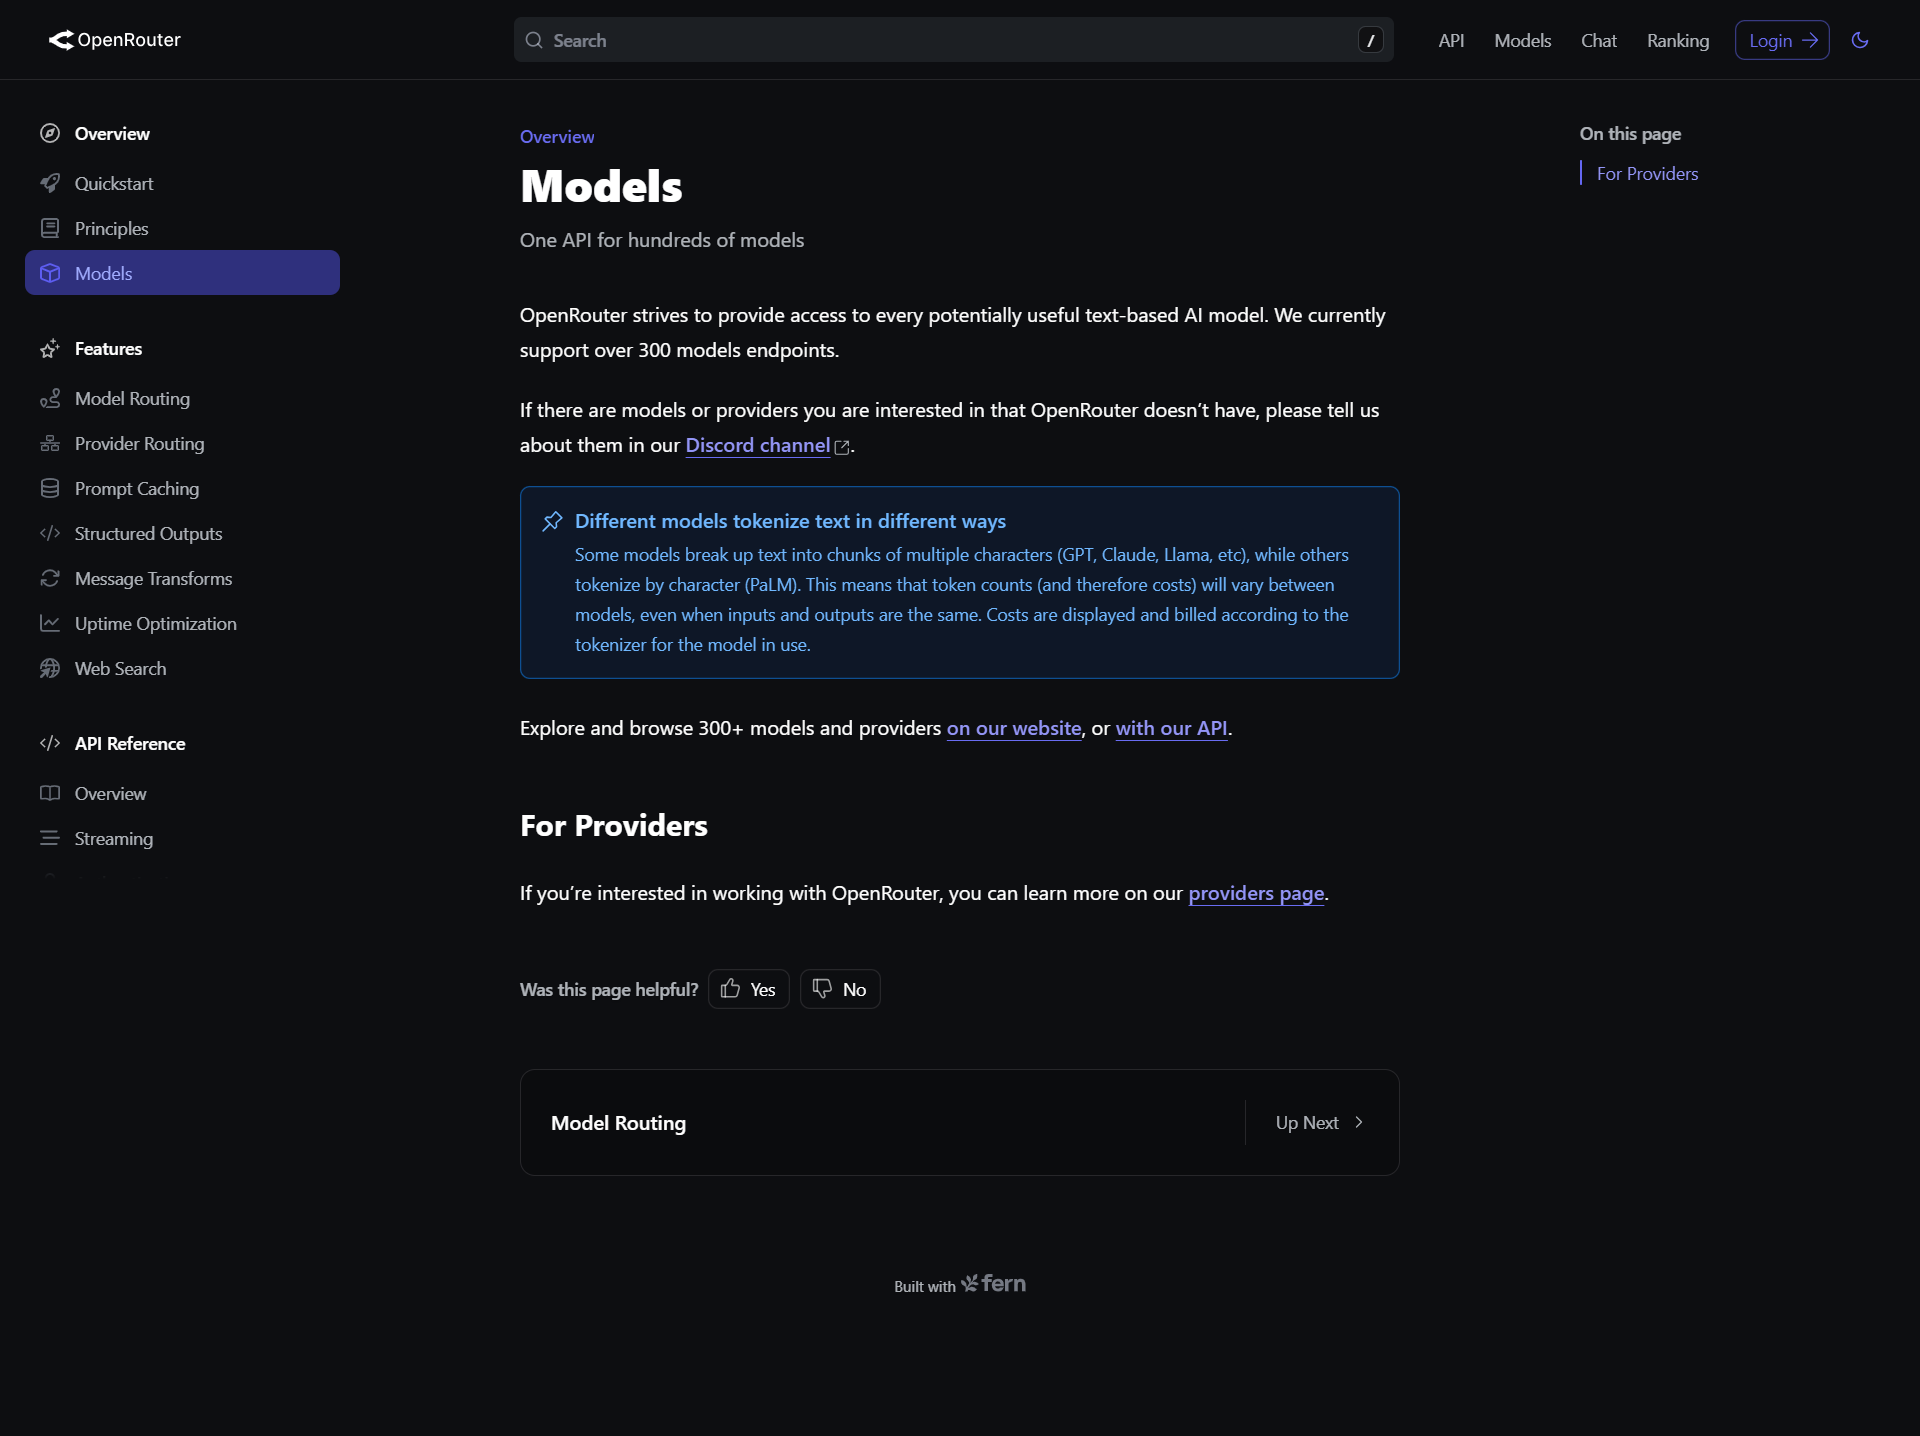 OpenRouter
Search
/
API
Models
Chat
Ranking
Login
Overview
Quickstart
Principles
Models
Features
Model Routing
Provider Routing
Prompt Caching
Structured Outputs
Message Transforms
Uptime Optimization
Web Search
API Reference
Overview
Streaming
Overview
Models
One API for hundreds of models
OpenRouter strives to provide access to every potentially useful text-based AI model. We currently
support over 300 models endpoints.
If there are models or providers you are interested in that OpenRouter doesn’t have, please tell us
about them in our Discord channel.
Different models tokenize text in different ways
Some models break up text into chunks of multiple characters (GPT, Claude, Llama, etc), while others
tokenize by character (PaLM). This means that token counts (and therefore costs) will vary between
models, even when inputs and outputs are the same. Costs are displayed and billed according to the
tokenizer for the model in use.
Explore and browse 300+ models and providers on our website, or with our API.
For Providers
If you’re interested in working with OpenRouter, you can learn more on our providers page.
Was this page helpful?
Yes
No
Model Routing
Up Next
Built with fern
On this page
For Providers